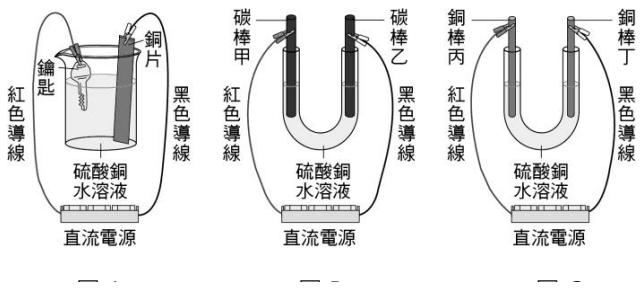 鑰匙
銅片
紅色導線
黑色導線
硫酸銅
水溶液
直流電源
碳棒甲
碳棒乙
紅色導線
黑色導線
硫酸銅
水溶液
直流電源
銅棒丙
銅棒丁
紅色導線
黑色導線
硫酸銅
水溶液
直流電源